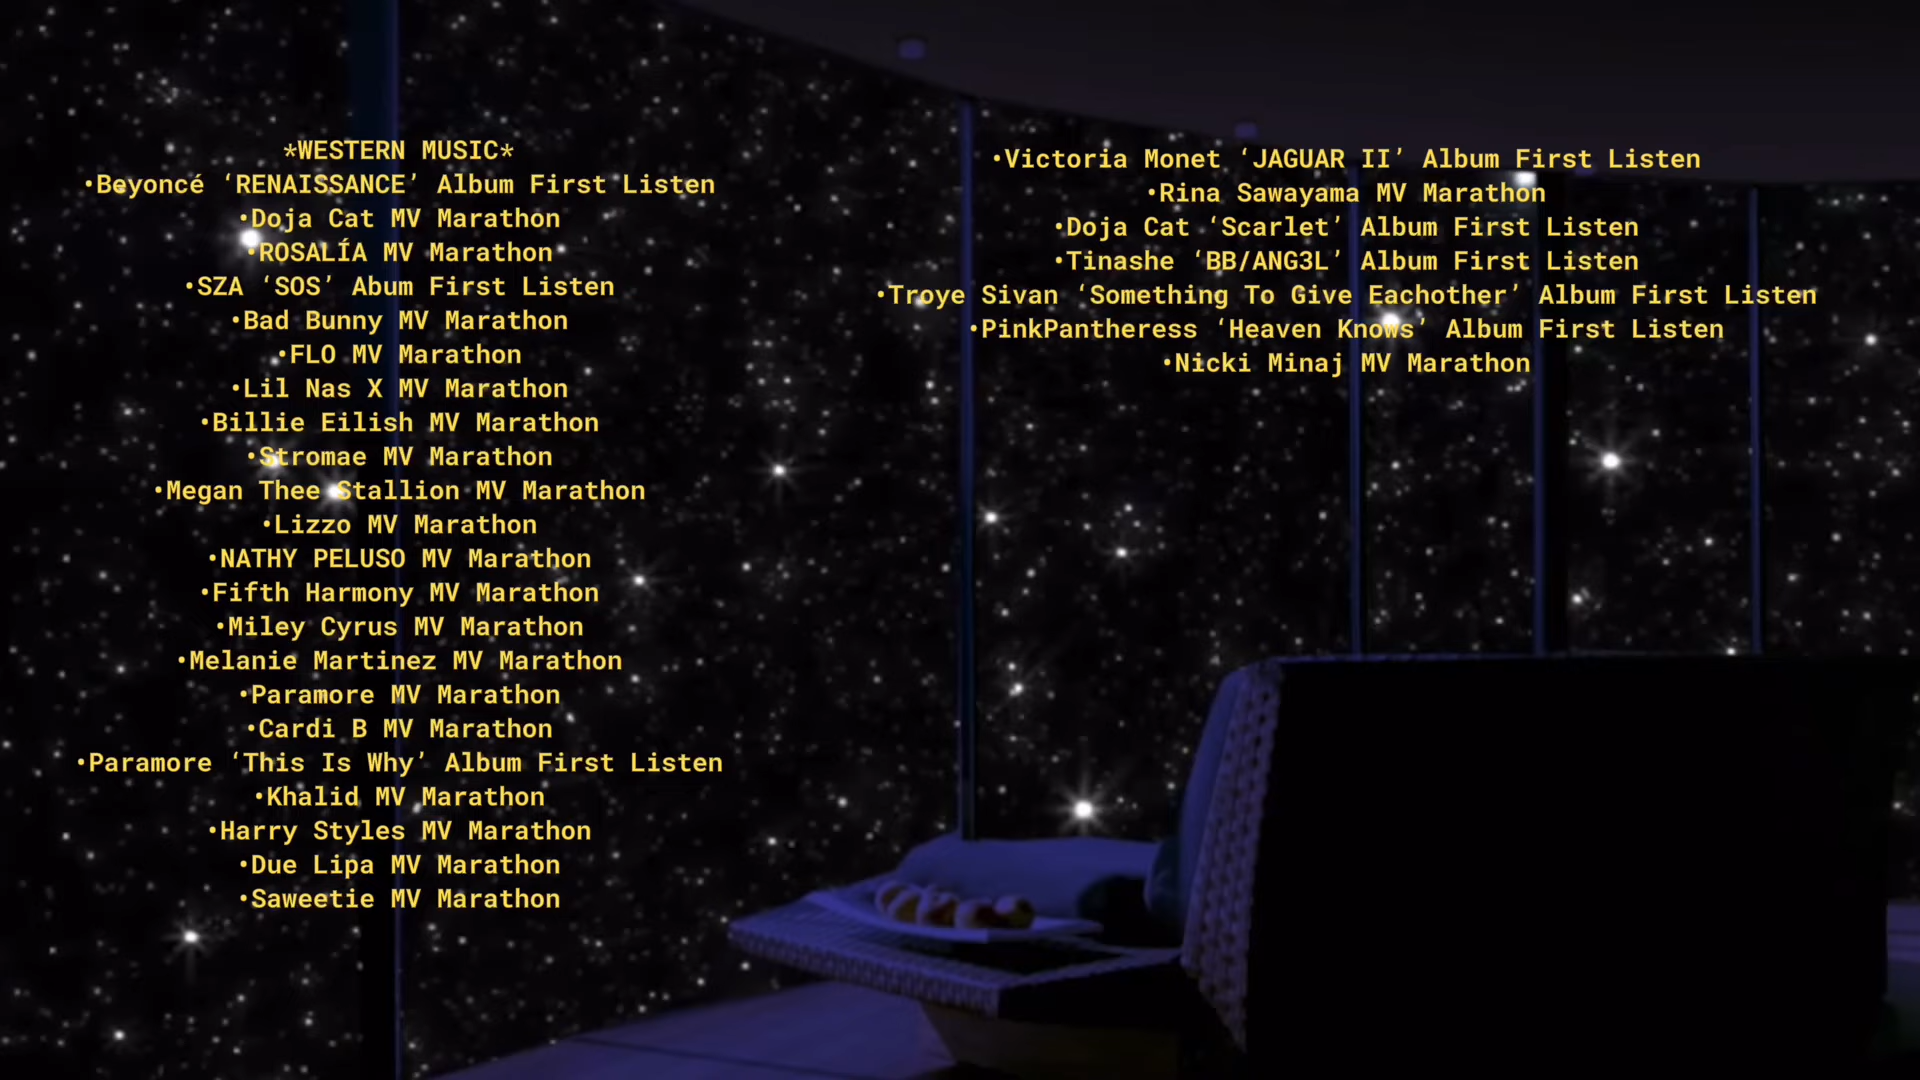 *WESTERN MUSIC*
•Beyoncé ‘RENAISSANCE’ Album First Listen
•Doja Cat MV Marathon
•ROSALÍA MV Marathon
•SZA ‘SOS’ Abum First Listen
•Bad Bunny MV Marathon
•FLO MV Marathon
•Lil Nas X MV Marathon
•Billie Eilish MV Marathon
•Stromae MV Marathon
•Megan Thee Stallion MV Marathon
•Lizzo MV Marathon
•NATHY PELUSO MV Marathon
•Fifth Harmony MV Marathon
•Miley Cyrus MV Marathon
•Melanie Martinez MV Marathon
•Paramore MV Marathon
•Cardi B MV Marathon
•Paramore ‘This Is Why’ Album First Listen
•Khalid MV Marathon
•Harry Styles MV Marathon
•Due Lipa MV Marathon
•Saweetie MV Marathon
•Victoria Monet ‘JAGUAR II’ Album First Listen
•Rina Sawayama MV Marathon
•Doja Cat ‘Scarlet’ Album First Listen
•Tinashe ‘BB/ANG3L’ Album First Listen
•Troye Sivan ‘Something To Give Eachother’ Album First Listen
•PinkPantheress ‘Heaven Knows’ Album First Listen
•Nicki Minaj MV Marathon